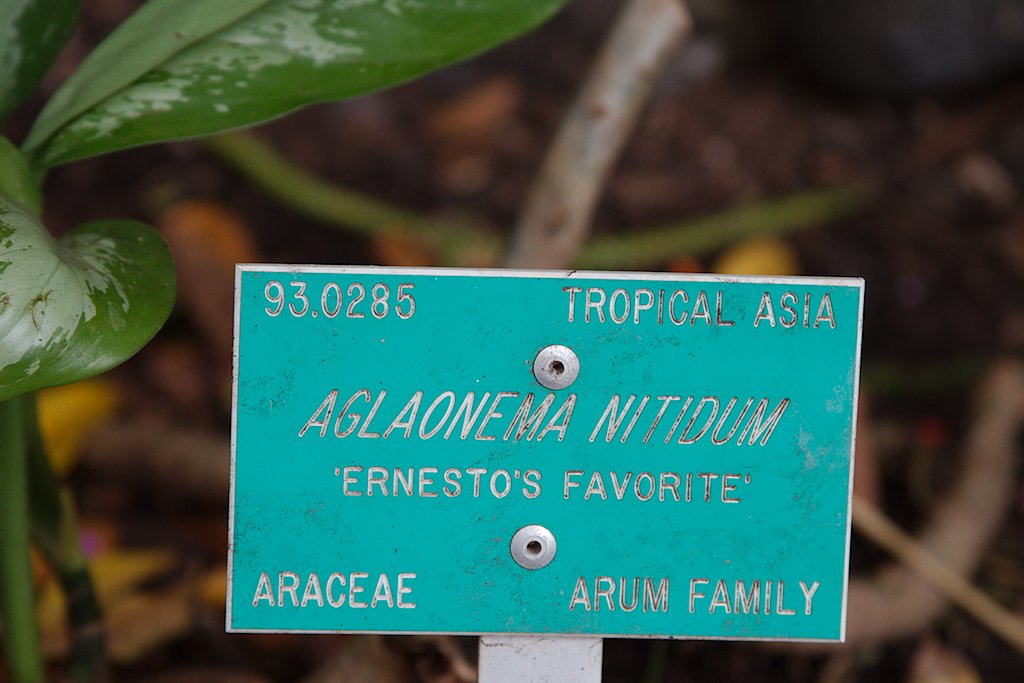 93.0285 TROPICAL ASIA
AGLAONEMA NITIDUM
'ERNESTO'S FAVORITE'
ARACEAE ARUM FAMILY